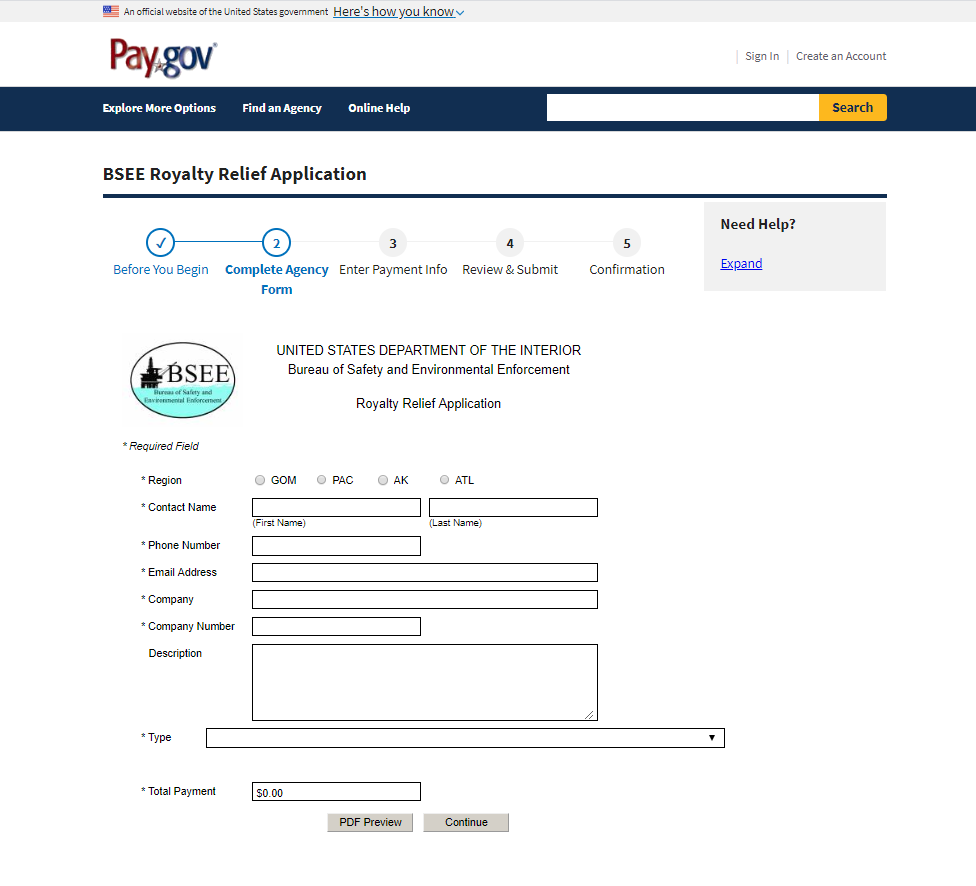 An official website of the United States government Here's how you know
Pay.gov
Sign In Create an Account
Explore More Options Find an Agency Online Help Search
BSEE Royalty Relief Application
Need Help?
Expand
✓ 2 3 4 5
Before You Begin Complete Agency Form Enter Payment Info Review & Submit Confirmation
BSEE
Bureau of Safety and
Environmental Enforcement
UNITED STATES DEPARTMENT OF THE INTERIOR
Bureau of Safety and Environmental Enforcement
Royalty Relief Application
* Required Field
* Region GOM PAC AK ATL
* Contact Name
(First Name) (Last Name)
* Phone Number
* Email Address
* Company
* Company Number
Description
* Type
* Total Payment $0.00
PDF Preview Continue